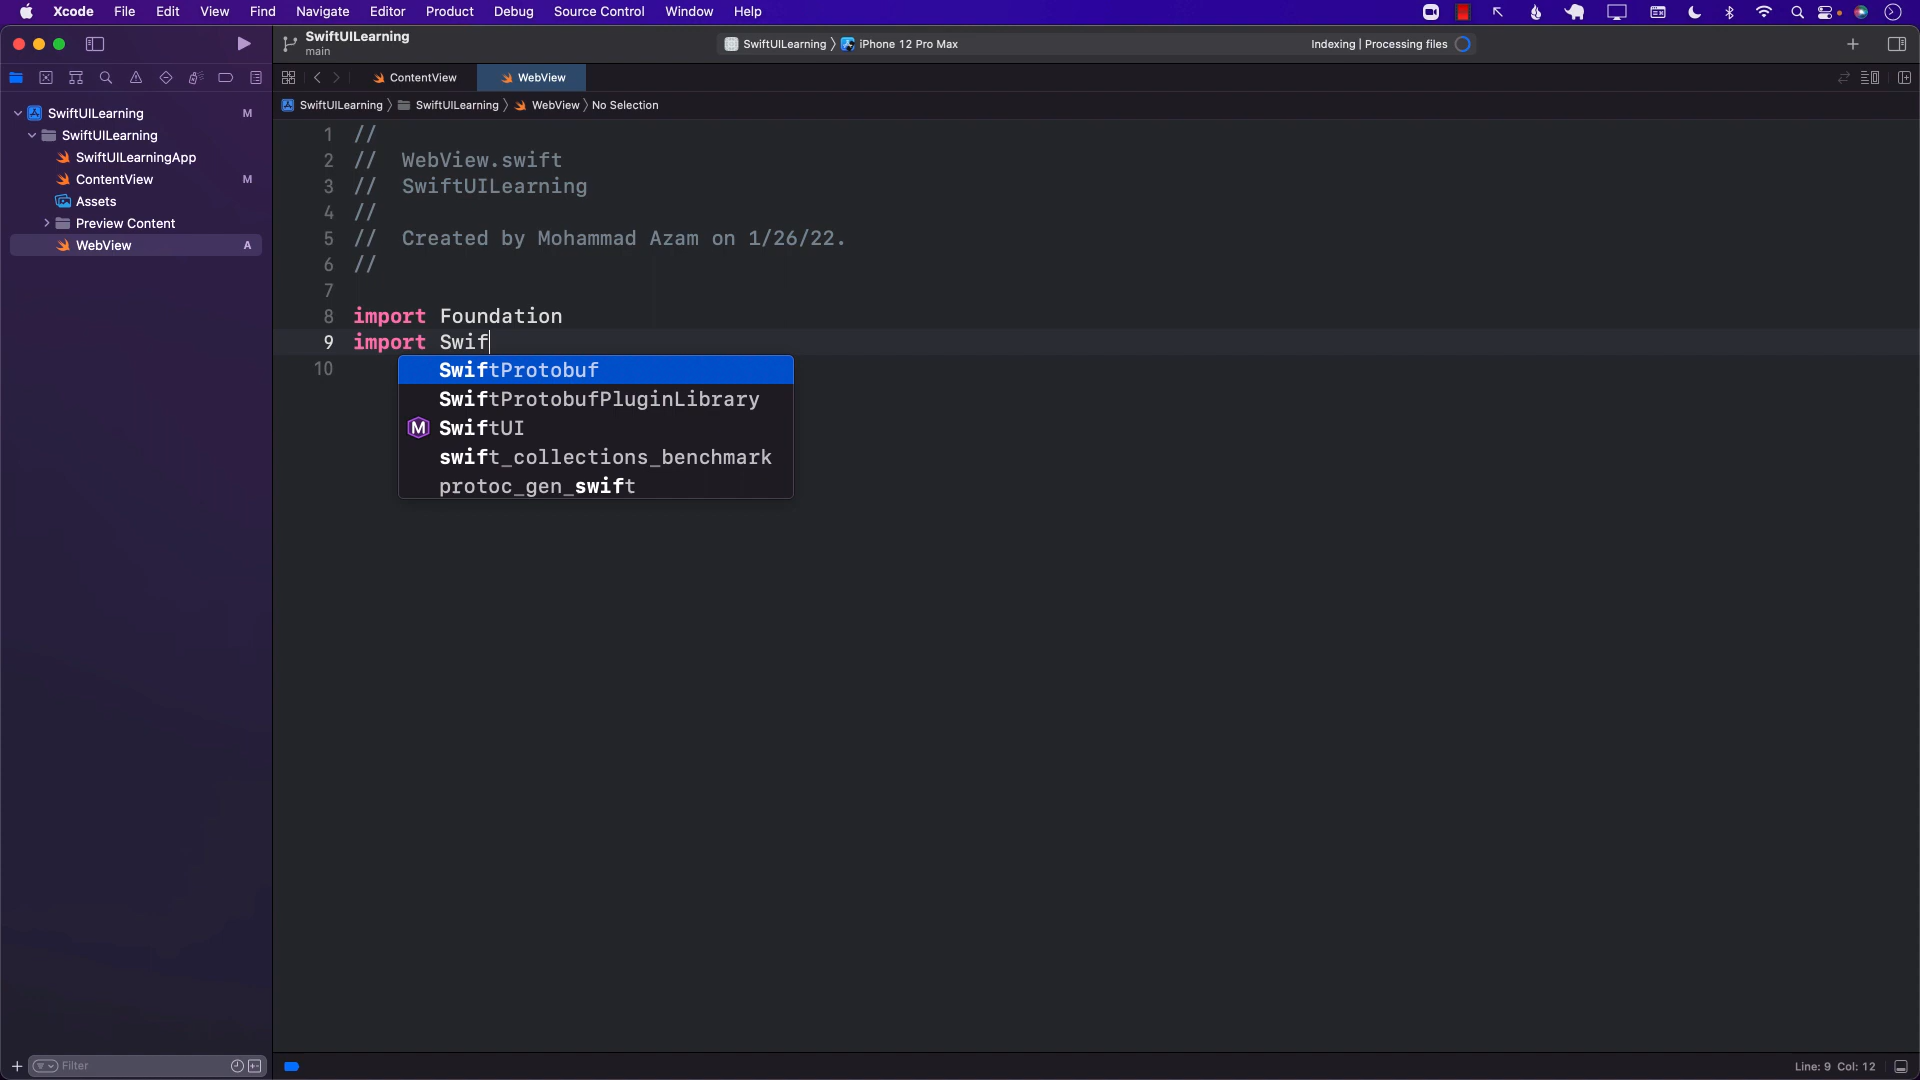 Xcode File Edit View Find Navigate Editor Product Debug Source Control Window Help
SwiftUILearning
main
SwiftUILearning iPhone 12 Pro Max
Indexing | Processing files
ContentView
WebView
SwiftUILearning SwiftUILearning WebView No Selection
SwiftUILearning M
SwiftUILearning
SwiftUILearningApp
ContentView M
Assets
Preview Content
WebView A
1 //
2 // WebView.swift
3 // SwiftUILearning
4 //
5 // Created by Mohammad Azam on 1/26/22.
6 //
7
8 import Foundation
9 import Swif
10
SwiftProtobuf
SwiftProtobufPluginLibrary
M SwiftUI
swift_collections_benchmark
protoc_gen_swift
Filter
Line: 9 Col: 12